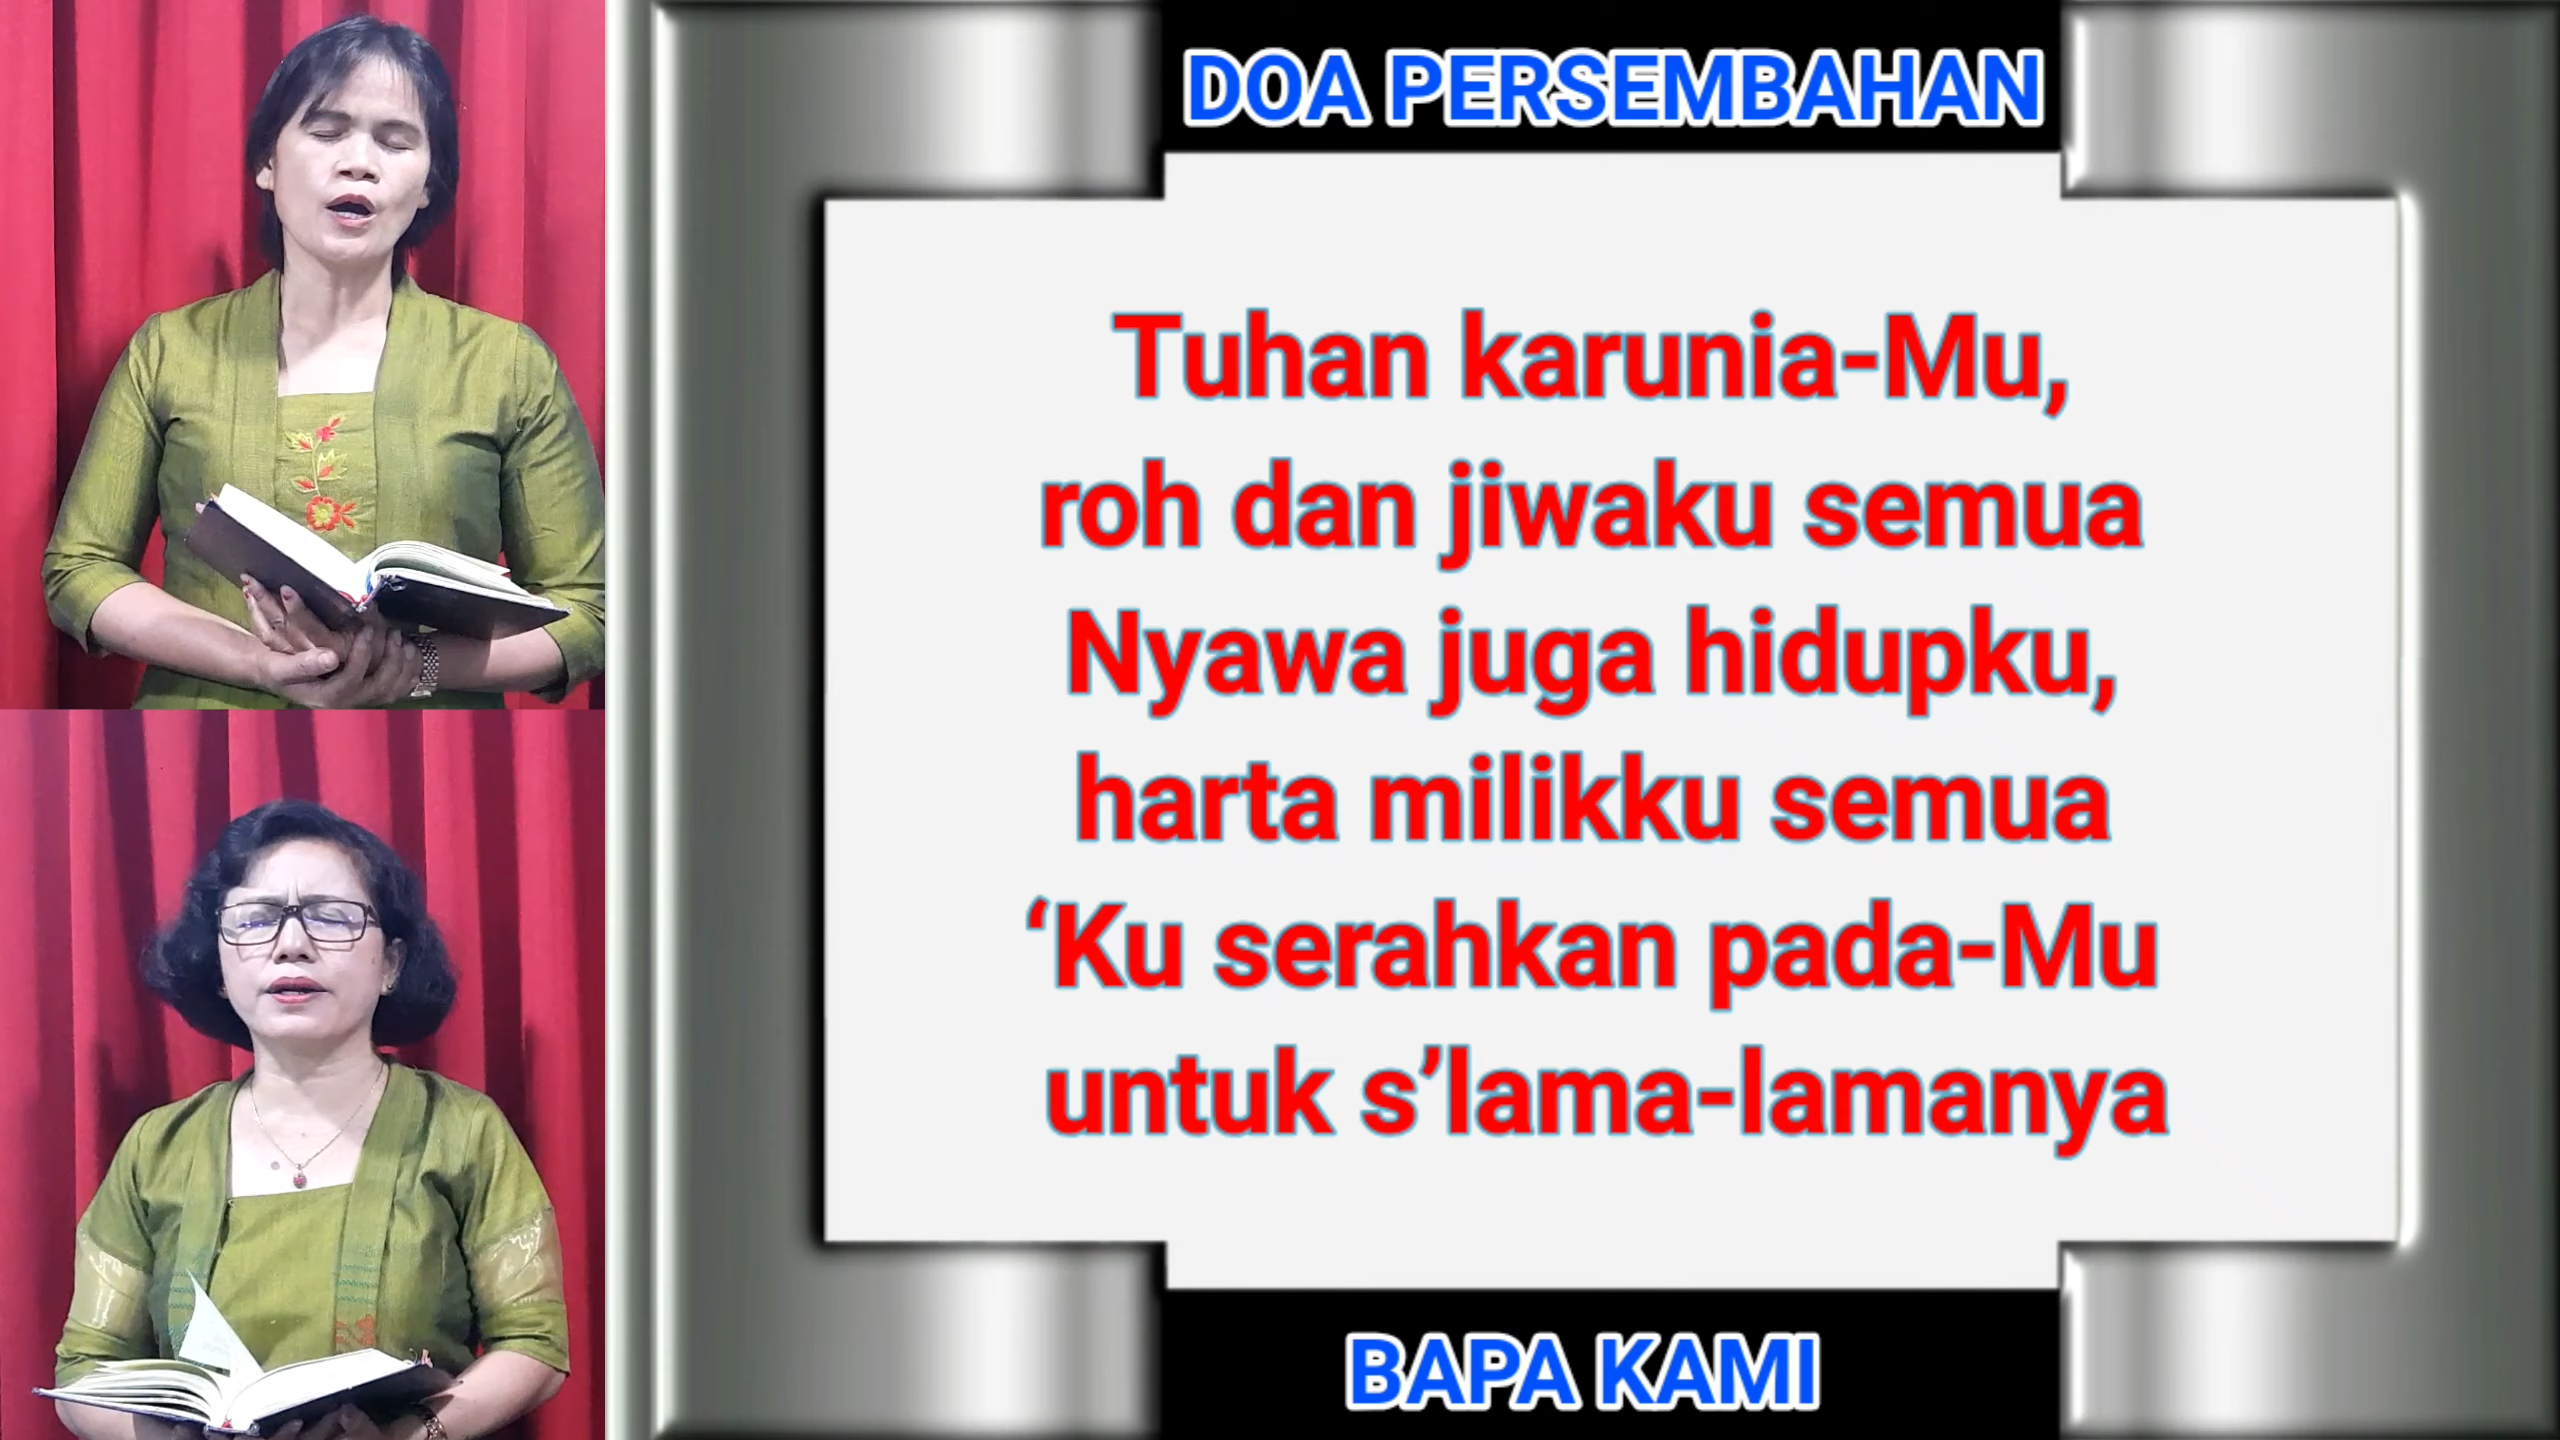 DOA PERSEMBAHAN
Tuhan karunia-Mu,
roh dan jiwaku semua
Nyawa juga hidupku,
harta milikku semua
‘Ku serahkan pada-Mu
untuk s’lama-lamanya
BAPA KAMI